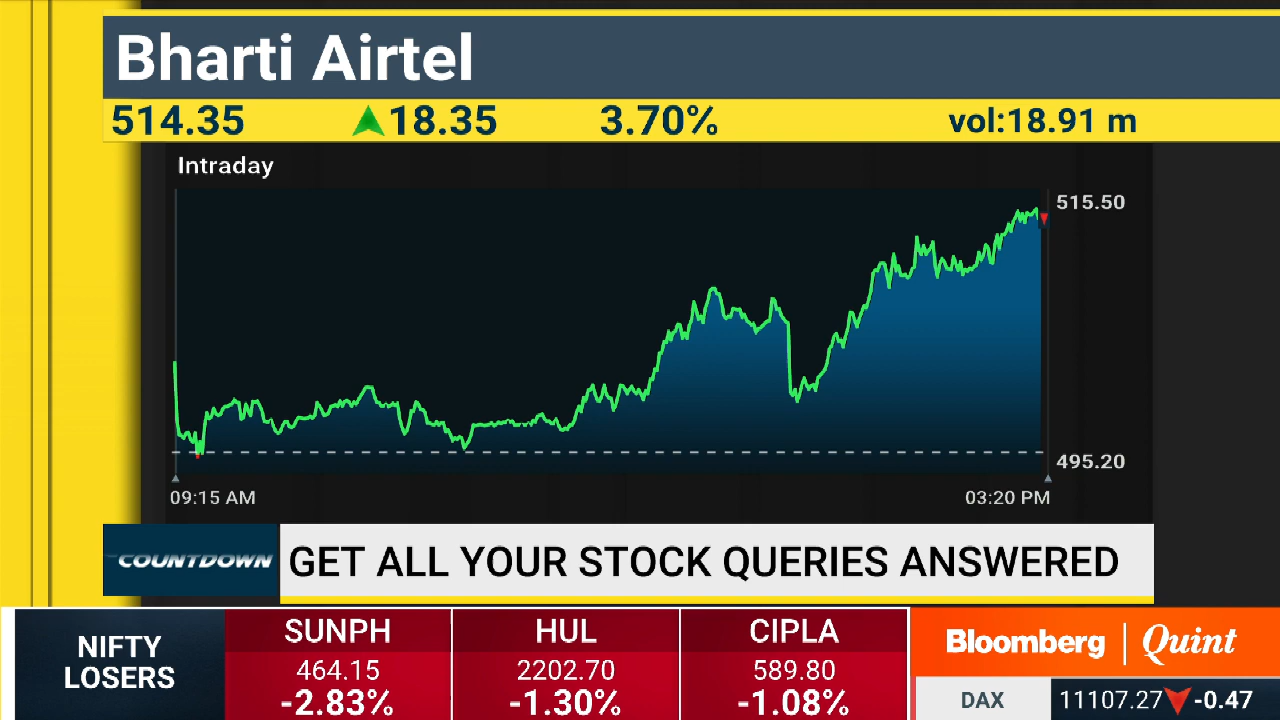 Bharti Airtel
514.35 18.35 3.70% vol:18.91 m
Intraday
515.50
495.20
09:15 AM 03:20 PM
COUNTDOWN GET ALL YOUR STOCK QUERIES ANSWERED
NIFTY LOSERS
SUNPH
464.15
-2.83%
HUL
2202.70
-1.30%
CIPLA
589.80
-1.08%
Bloomberg | Quint
DAX 11107.27 -0.47